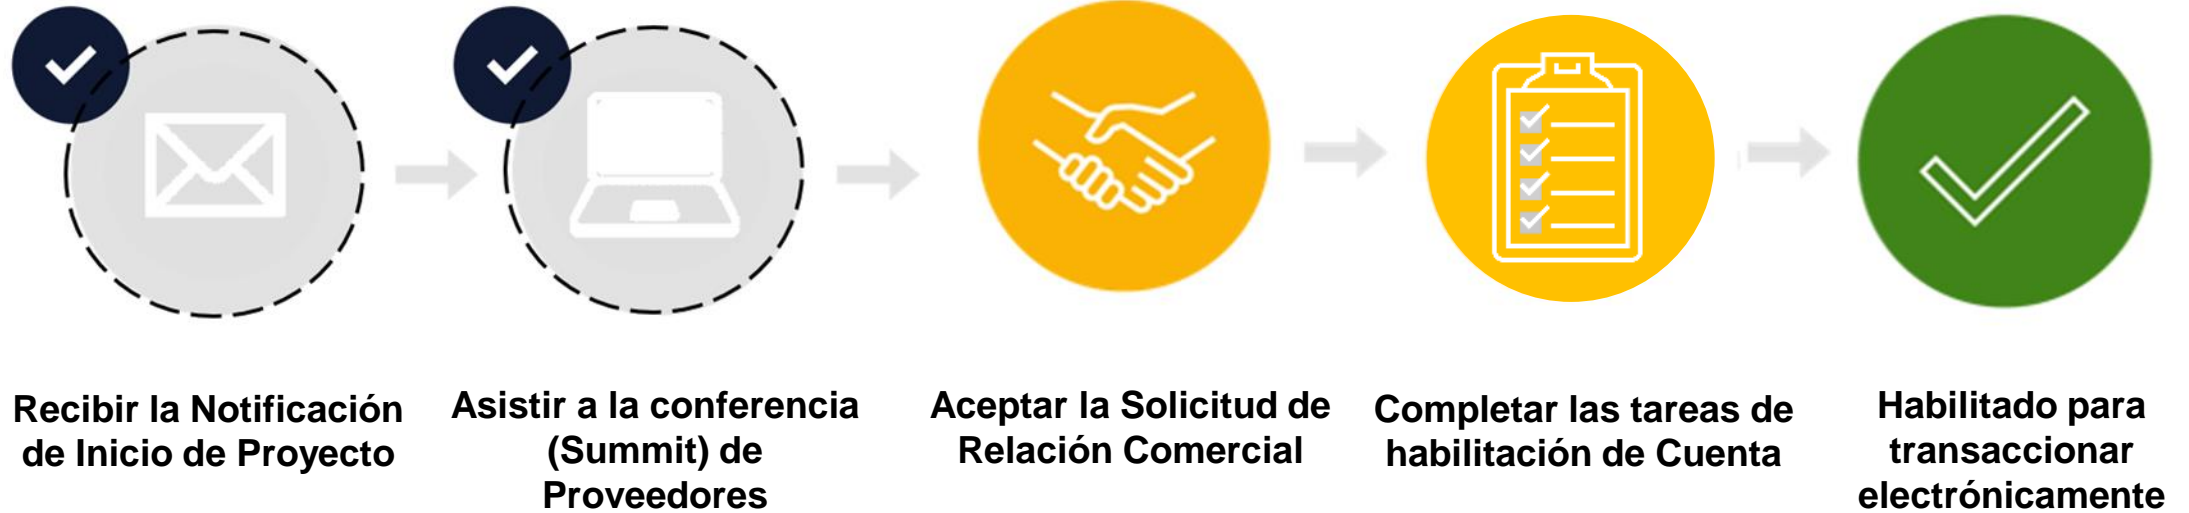 Recibir la Notificación
de Inicio de Proyecto
Asistir a la conferencia
(Summit) de
Proveedores
Aceptar la Solicitud de
Relación Comercial
Completar las tareas de
habilitación de Cuenta
Habilitado para
transaccionar
electrónicamente